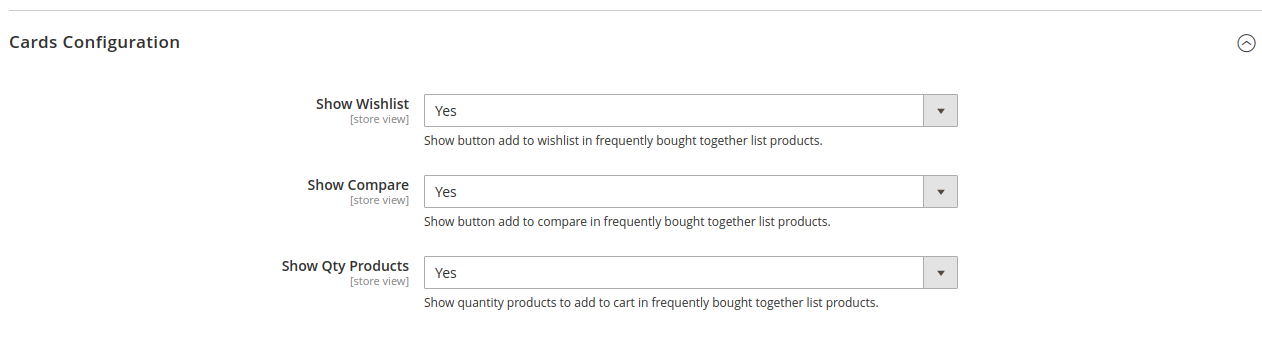 Cards Configuration
Show Wishlist
[store view]
Yes
Show button add to wishlist in frequently bought together list products.
Show Compare
[store view]
Yes
Show button add to compare in frequently bought together list products.
Show Qty Products
[store view]
Yes
Show quantity products to add to cart in frequently bought together list products.